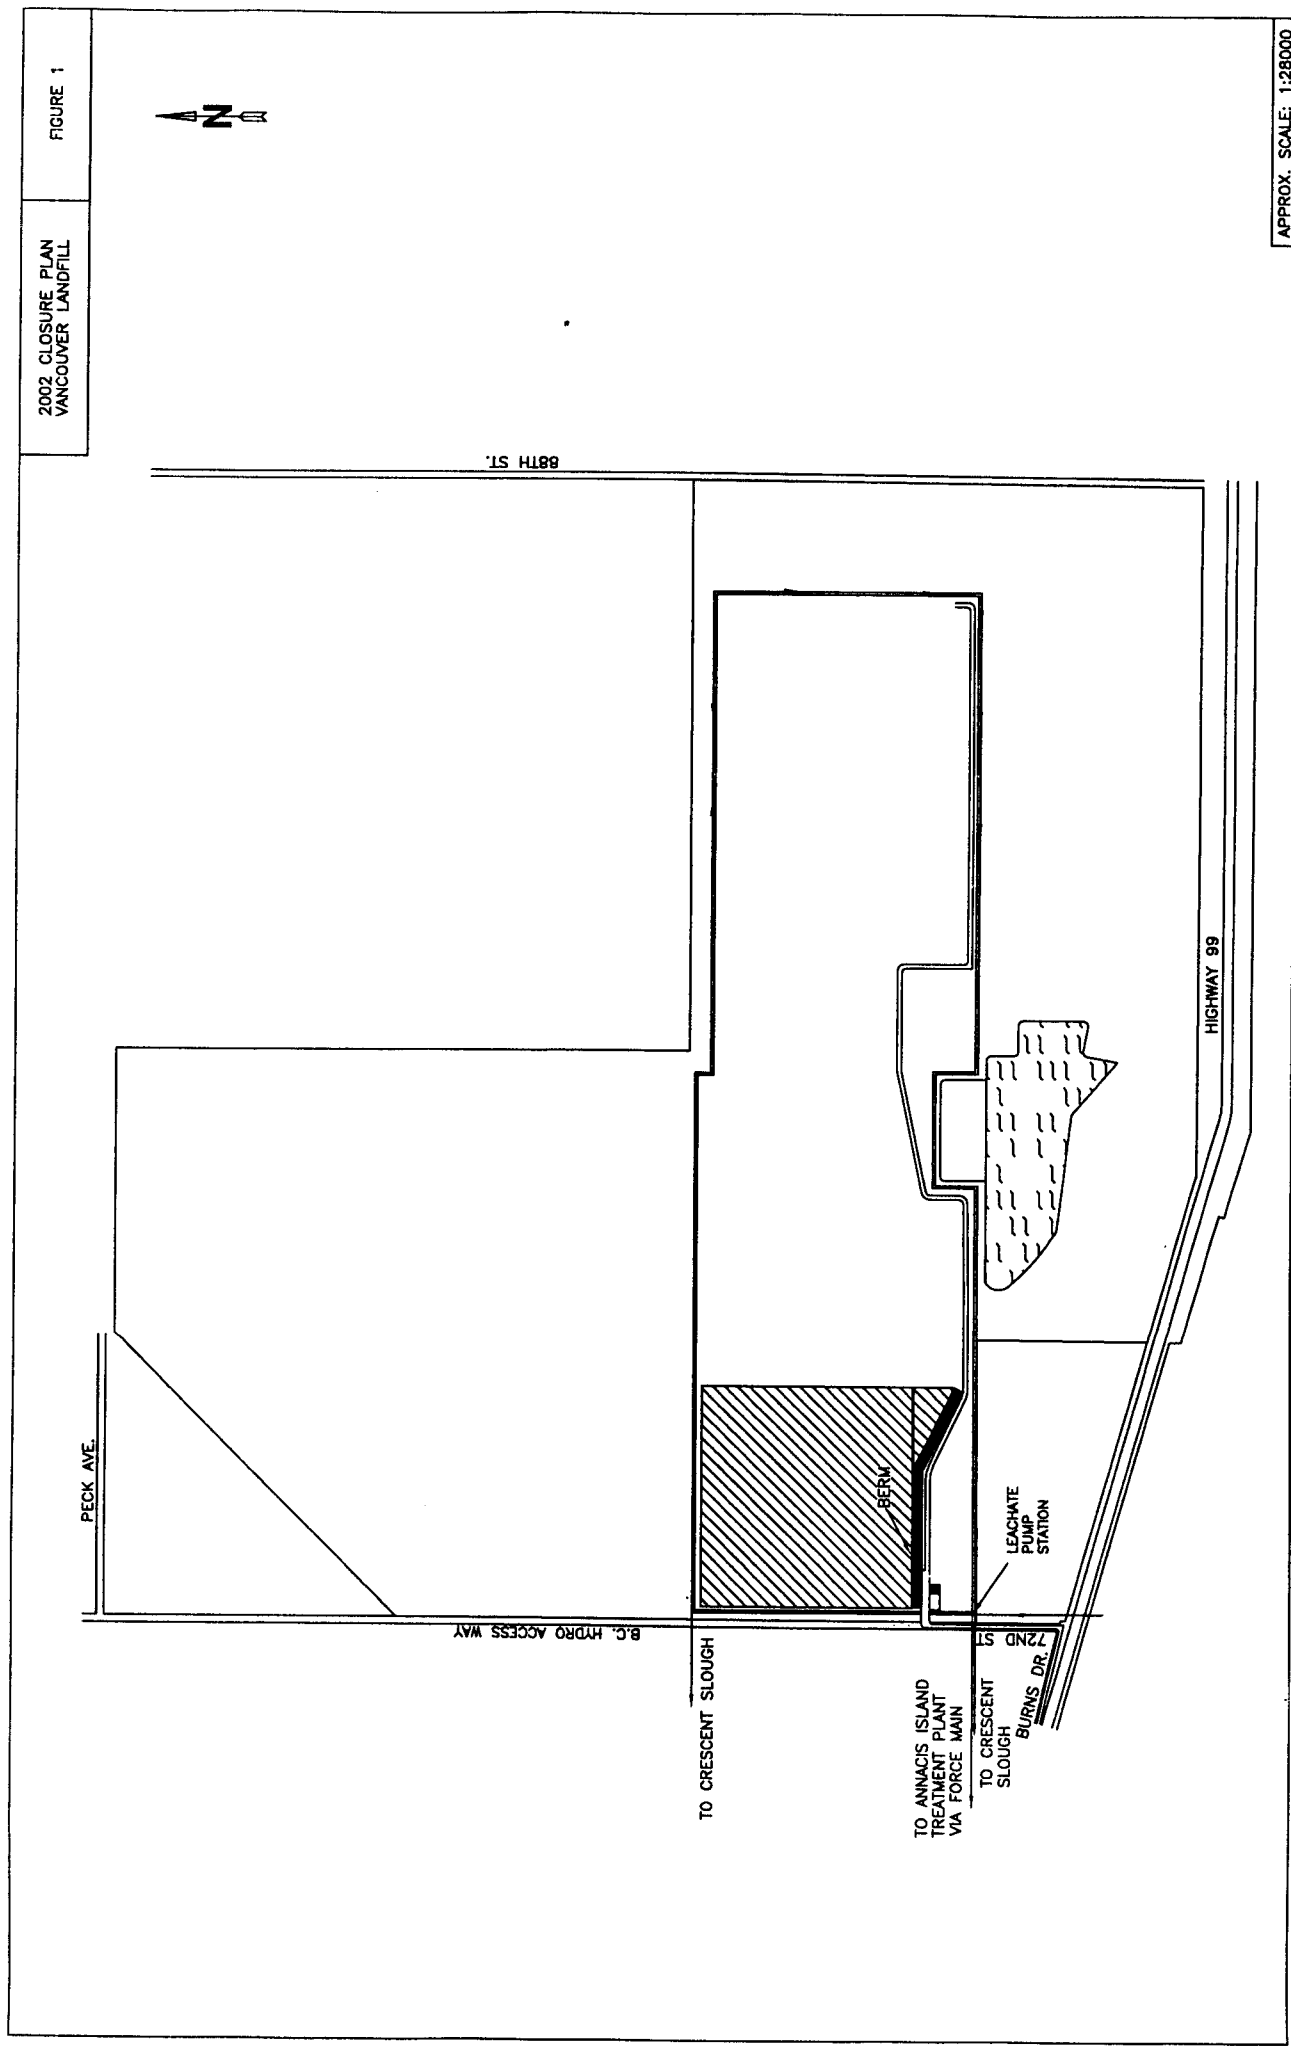 2002 CLOSURE PLAN
VANCOUVER LANDFILL
FIGURE 1
N
PECK AVE.
88TH ST.
B.C. HYDRO ACCESS WAY
TO CRESCENT SLOUGH
BERM
LEACHATE
PUMP
STATION
TO ANNACIS ISLAND
TREATMENT PLANT
VIA FORCE MAIN
TO CRESCENT
SLOUGH
72ND ST.
BURNS DR.
HIGHWAY 99
APPROX. SCALE: 1:28000